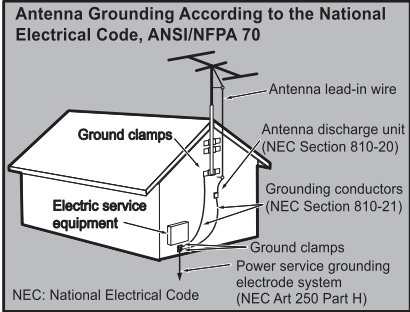 Antenna Grounding According to the National
Electrical Code, ANSI/NFPA 70
Antenna lead-in wire
Ground clamps
Antenna discharge unit
(NEC Section 810-20)
Electric service
equipment
Grounding conductors
(NEC Section 810-21)
Ground clamps
Power service grounding
electrode system
(NEC Art 250 Part H)
NEC: National Electrical Code